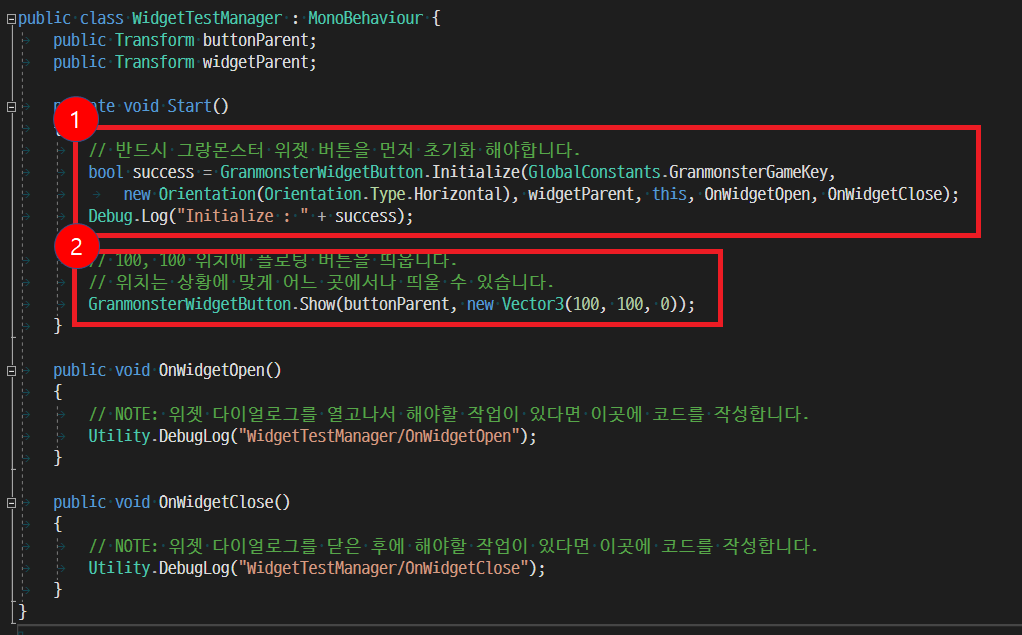 public class WidgetTestManager : MonoBehaviour {
public Transform buttonParent;
public Transform widgetParent;
void Start()
1
// 반드시 그랑몬스터 위젯 버튼을 먼저 초기화 해야합니다.
bool success = GranmonsterWidgetButton.Initialize(GlobalConstants.GranmonsterGameKey,
new Orientation(Orientation.Type.Horizontal), widgetParent, this, OnWidgetOpen, OnWidgetClose);
Debug.Log("Initialize : " + success);
2
// 100, 100 위치에 플로팅 버튼을 띄웁니다.
// 위치는 상황에 맞게 어느 곳에서나 띄울 수 있습니다.
GranmonsterWidgetButton.Show(buttonParent, new Vector3(100, 100, 0));
}
public void OnWidgetOpen()
{
// NOTE: 위젯 다이얼로그를 열고나서 해야할 작업이 있다면 이곳에 코드를 작성합니다.
Utility.DebugLog("WidgetTestManager/OnWidgetOpen");
}
public void OnWidgetClose()
{
// NOTE: 위젯 다이얼로그를 닫은 후에 해야할 작업이 있다면 이곳에 코드를 작성합니다.
Utility.DebugLog("WidgetTestManager/OnWidgetClose");
}
}